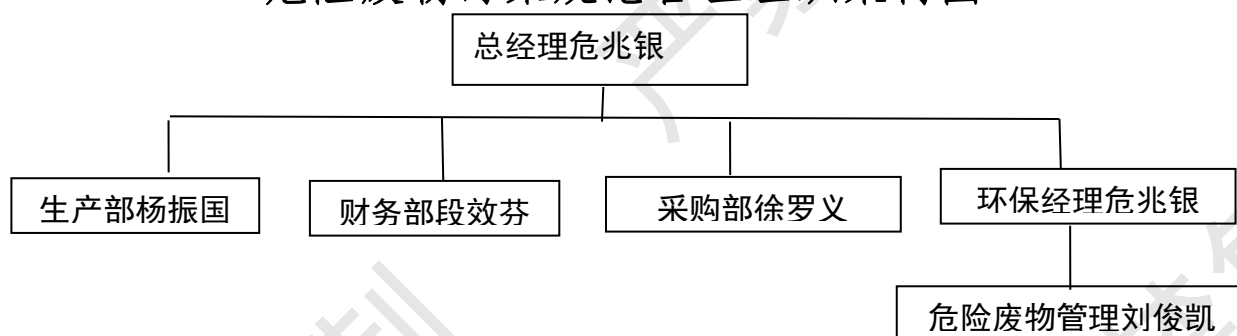 总经理危兆银
生产部杨振国
财务部段效芬
采购部徐罗义
环保经理危兆银
危险废物管理刘俊凯